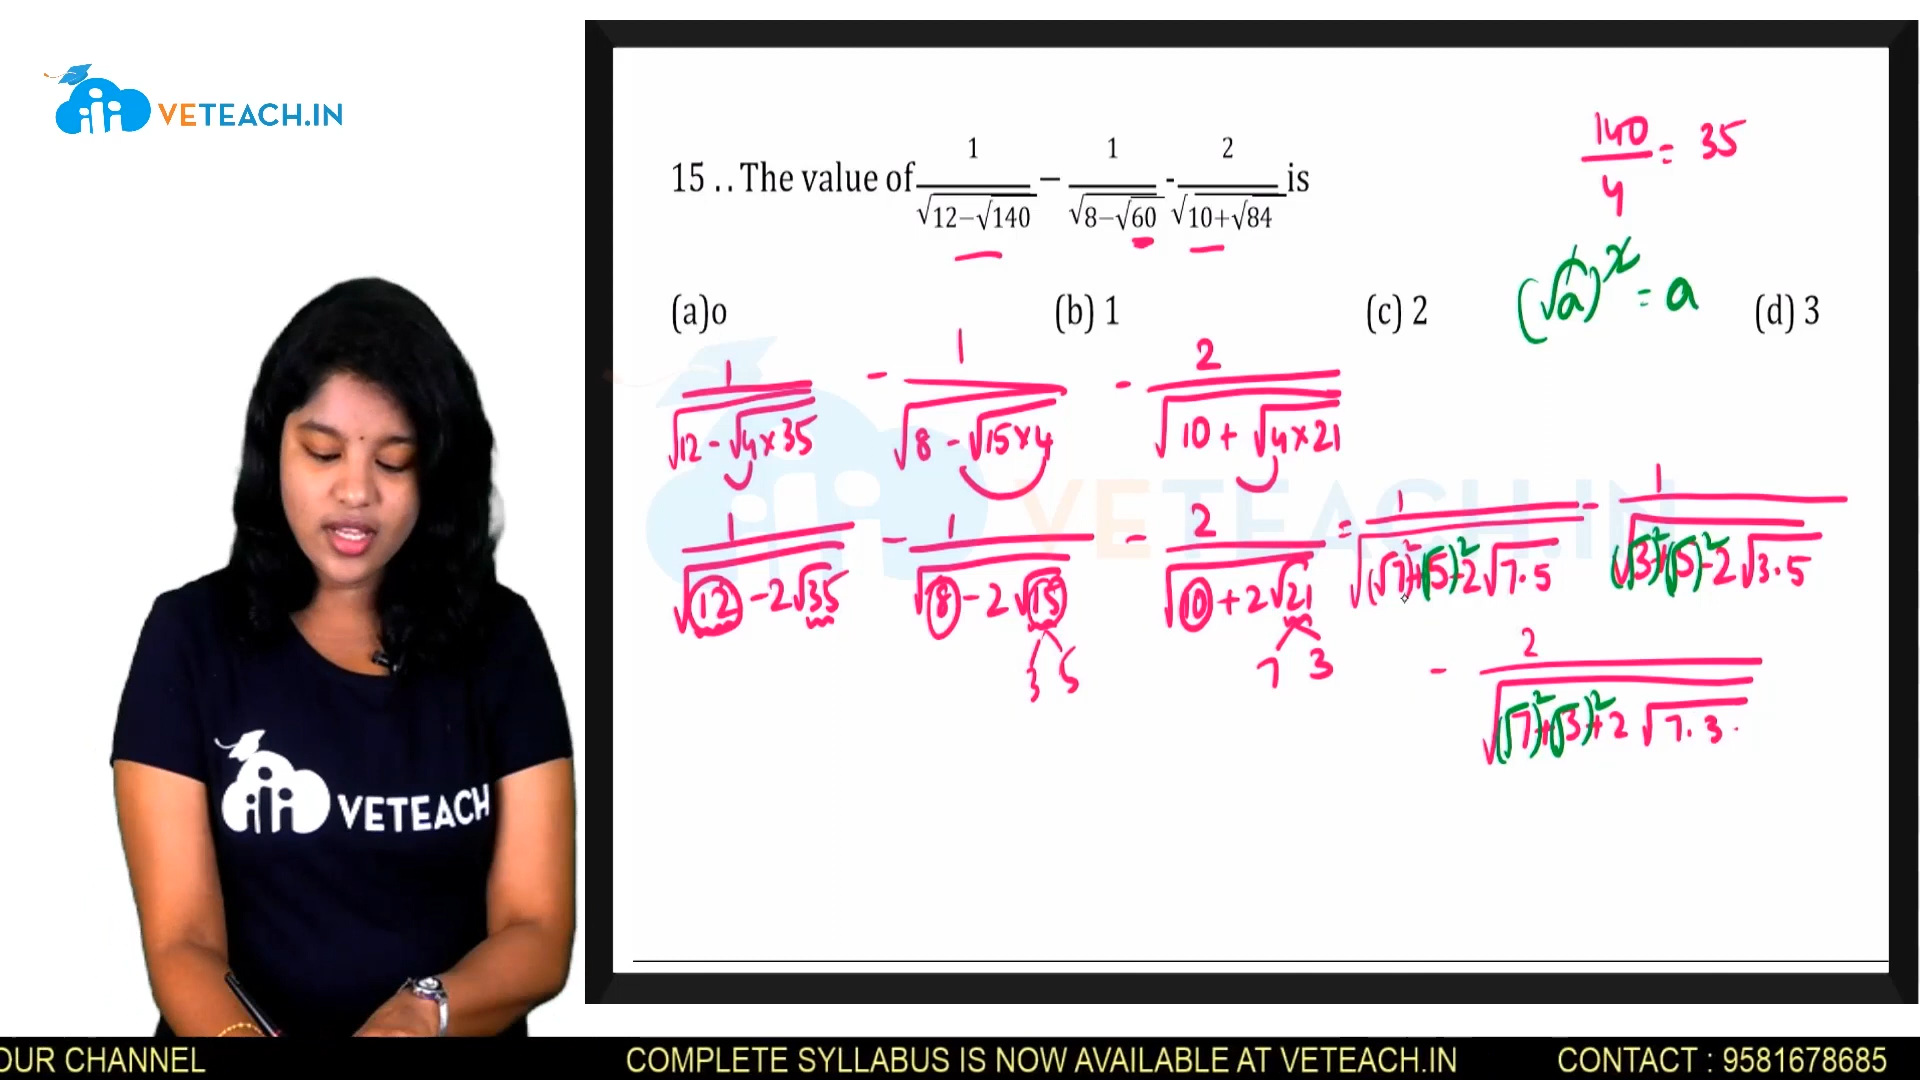 VETEACH.IN
15 . . The value of 1/√(12−√140) − 1/√(8−√60) - 2/√(10+√84) is
140/4 = 35
(√a)^x = a
(a)o (b) 1 (c) 2 (d) 3
1/√(12 - √4×35) - 1/√(8 - √15×4) - 2/√(10 + √4×21)
1/√(12 - 2√35) - 1/√(8 - 2√15) - 2/√(10 + 2√21) = 1/√((√7)²+(√5)²-2√7·5) - 1/√((√3)²+(√5)²-2√3·5)
3 5
7 3
- 2/√((√7)²+(√3)²+2√7·3)
VETEACH.IN
VETEACH
OUR CHANNEL COMPLETE SYLLABUS IS NOW AVAILABLE AT VETEACH.IN CONTACT : 9581678685